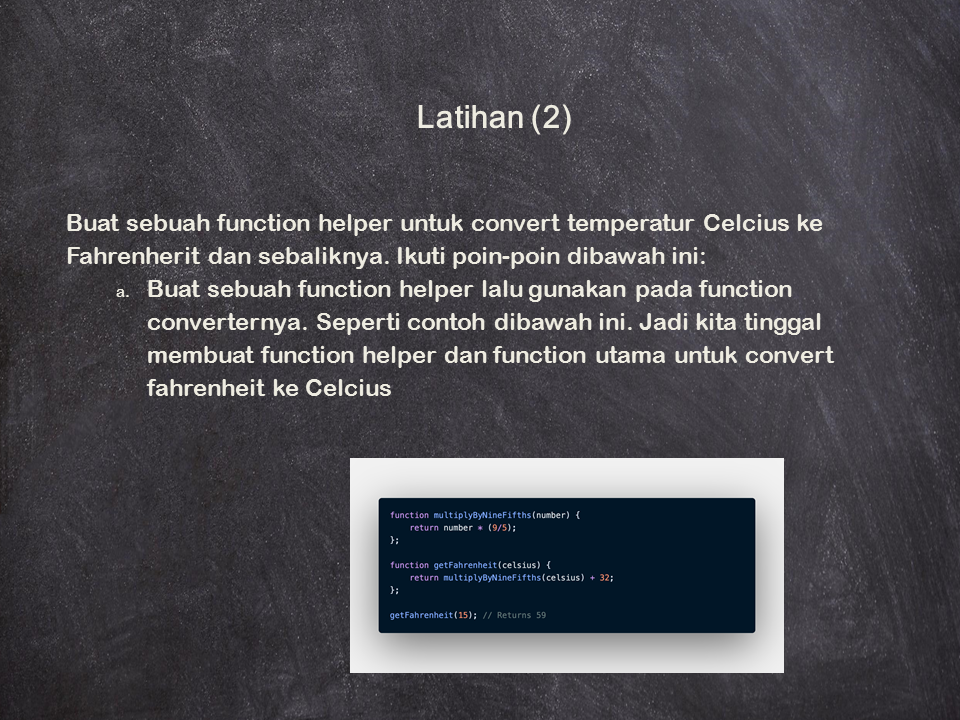 Latihan (2)
Buat sebuah function helper untuk convert temperatur Celcius ke
Fahrenherit dan sebaliknya. Ikuti poin-poin dibawah ini:
a. Buat sebuah function helper lalu gunakan pada function
converternya. Seperti contoh dibawah ini. Jadi kita tinggal
membuat function helper dan function utama untuk convert
fahrenheit ke Celcius
function multiplyByNineFifths(number) {
return number * (9/5);
};
function getFahrenheit(celsius) {
return multiplyByNineFifths(celsius) + 32;
};
getFahrenheit(15); // Returns 59